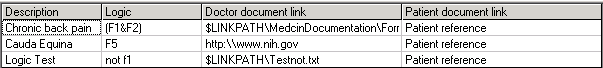 Description Logic Doctor document link Patient document link
Chronic back pain (F1&F2) $LINKPATH\MedcinDocumentation\Forr Patient reference
Cauda Equina F5 http:\\www.nih.gov Patient reference
Logic Test not f1 $LINKPATH\Testnot.txt Patient reference